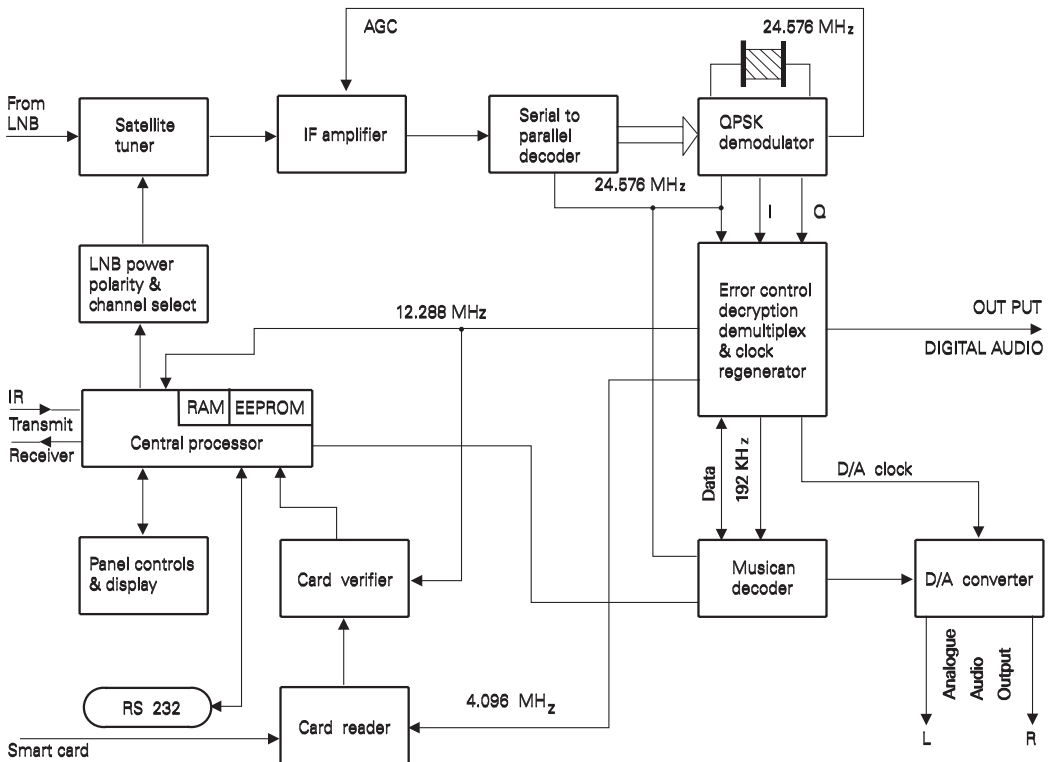 AGC
24.576 MHz
From
LNB
Satellite
tuner
IF amplifier
Serial to
parallel
decoder
QPSK
demodulator
24.576 MHz
I
Q
LNB power
polarity &
channel select
12.288 MHz
Error control
decryption
demultiplex
& clock
regenerator
OUT PUT
DIGITAL AUDIO
IR
Transmit
Receiver
RAM
EEPROM
Central processor
Data
192 KHz
D/A clock
Panel controls
& display
Card verifier
Musican
decoder
D/A converter
Analogue
Audio
Output
RS 232
4.096 MHz
Card reader
Smart card
L
R